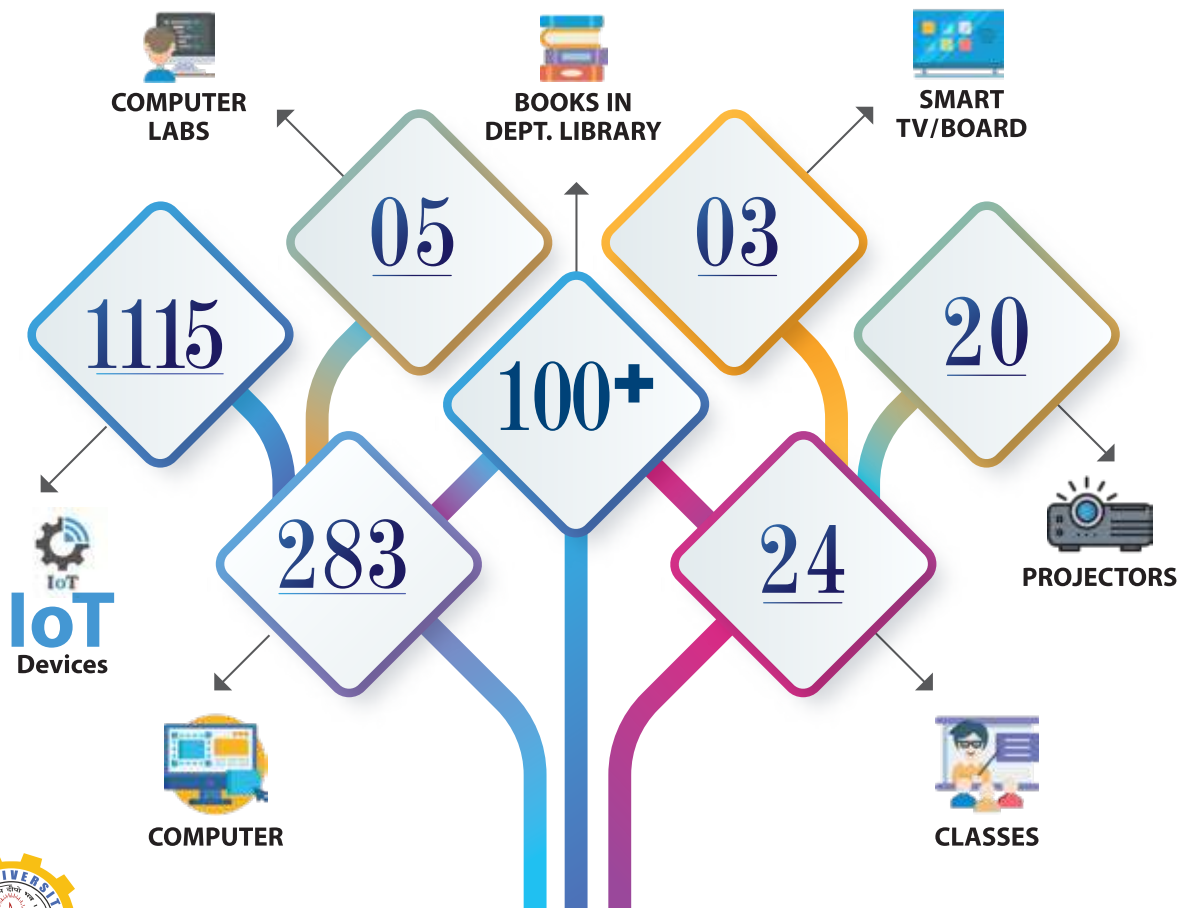 COMPUTER
LABS
BOOKS IN
DEPT. LIBRARY
SMART
TV/BOARD
05
03
1115
100+
20
283
24
IoT
IoT
Devices
PROJECTORS
COMPUTER
CLASSES